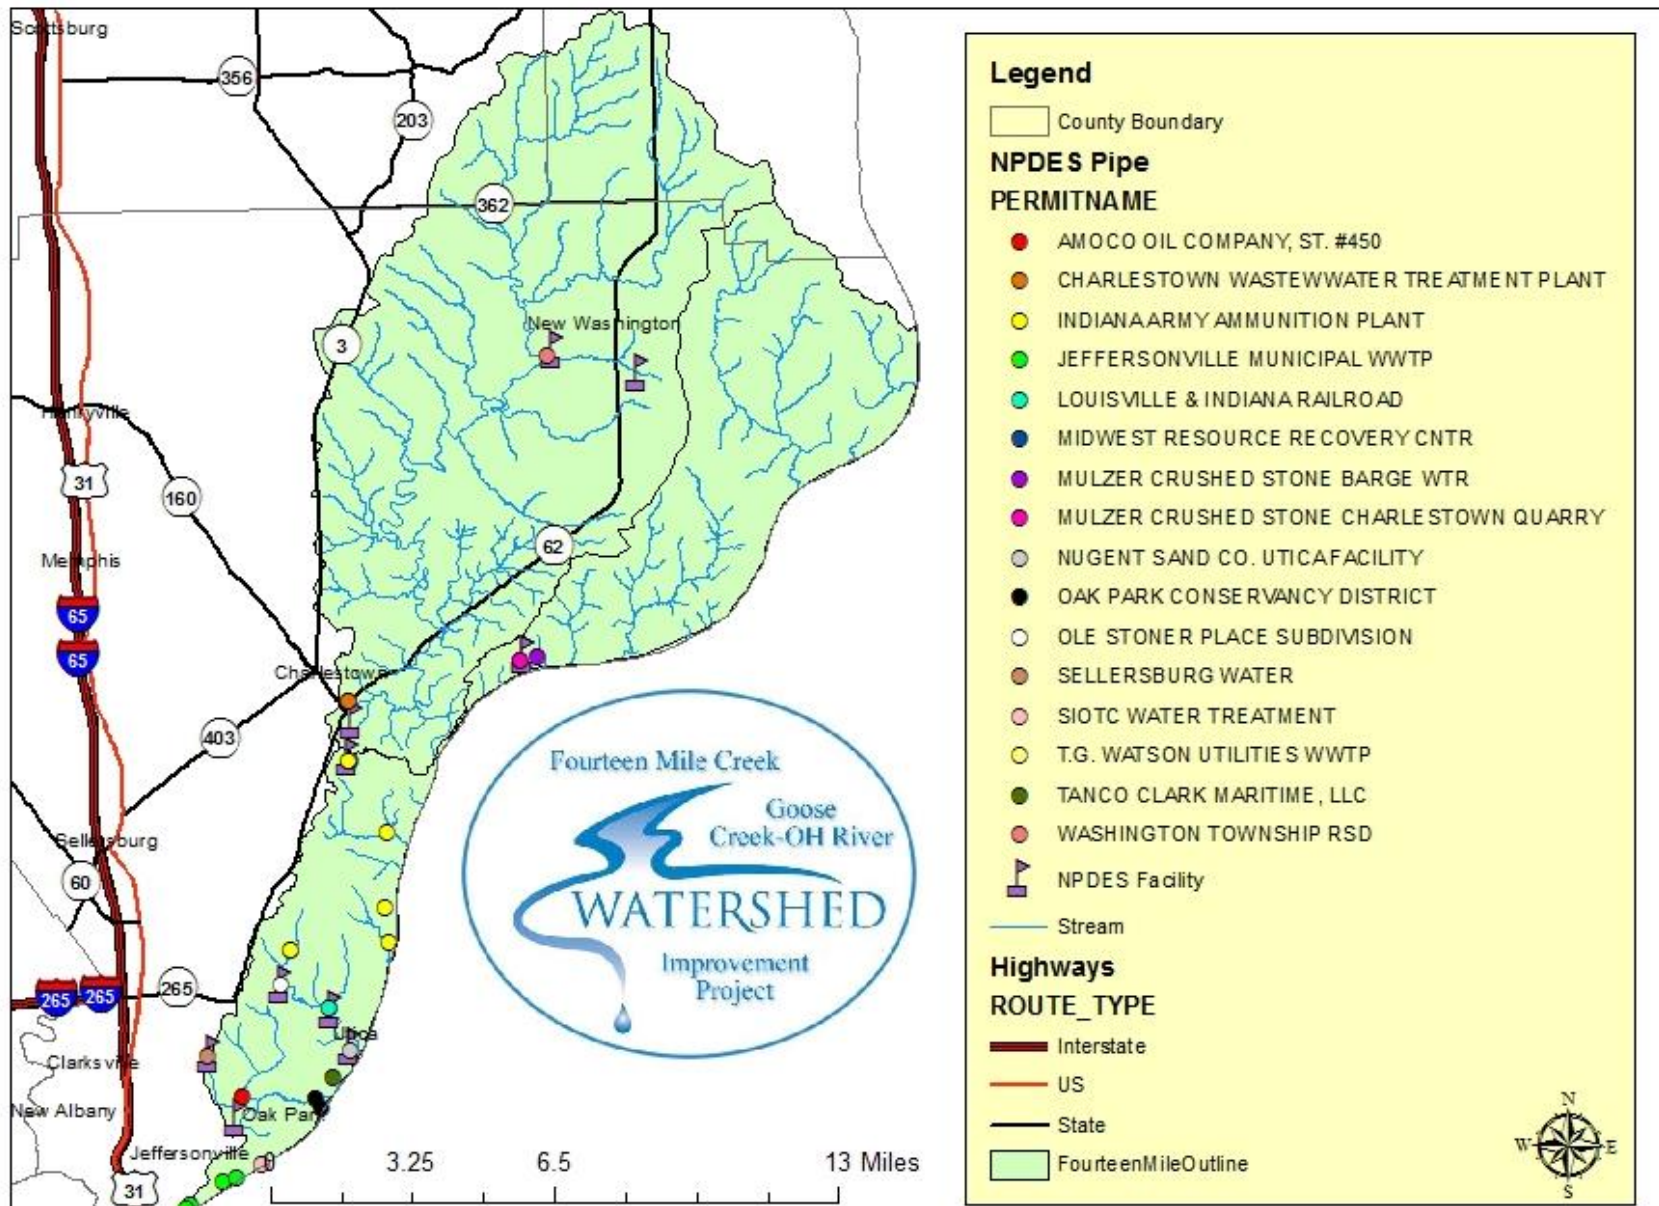 Scottsburg
356
203
362
New Washington
3
Henryville
31
160
62
Memphis
65
65
Charlestown
403
Sellersburg
60
265
265
265
Utica
Clarksville
New Albany
Oak Park
Jeffersonville
31
0 3.25 6.5 13 Miles
Fourteen Mile Creek
Goose
Creek-OH River
WATERSHED
Improvement
Project
Legend
County Boundary
NPDES Pipe
PERMITNAME
AMOCO OIL COMPANY, ST. #450
CHARLESTOWN WASTEWWATER TREATMENT PLANT
INDIANA ARMY AMMUNITION PLANT
JEFFERSONVILLE MUNICIPAL WWTP
LOUISVILLE & INDIANA RAILROAD
MIDWEST RESOURCE RECOVERY CNTR
MULZER CRUSHED STONE BARGE WTR
MULZER CRUSHED STONE CHARLESTOWN QUARRY
NUGENT SAND CO. UTICA FACILITY
OAK PARK CONSERVANCY DISTRICT
OLE STONER PLACE SUBDIVISION
SELLERSBURG WATER
SIOTC WATER TREATMENT
T.G. WATSON UTILITIES WWTP
TANCO CLARK MARITIME, LLC
WASHINGTON TOWNSHIP RSD
NPDES Facility
Stream
Highways
ROUTE_TYPE
Interstate
US
State
FourteenMileOutline
N
W E
S